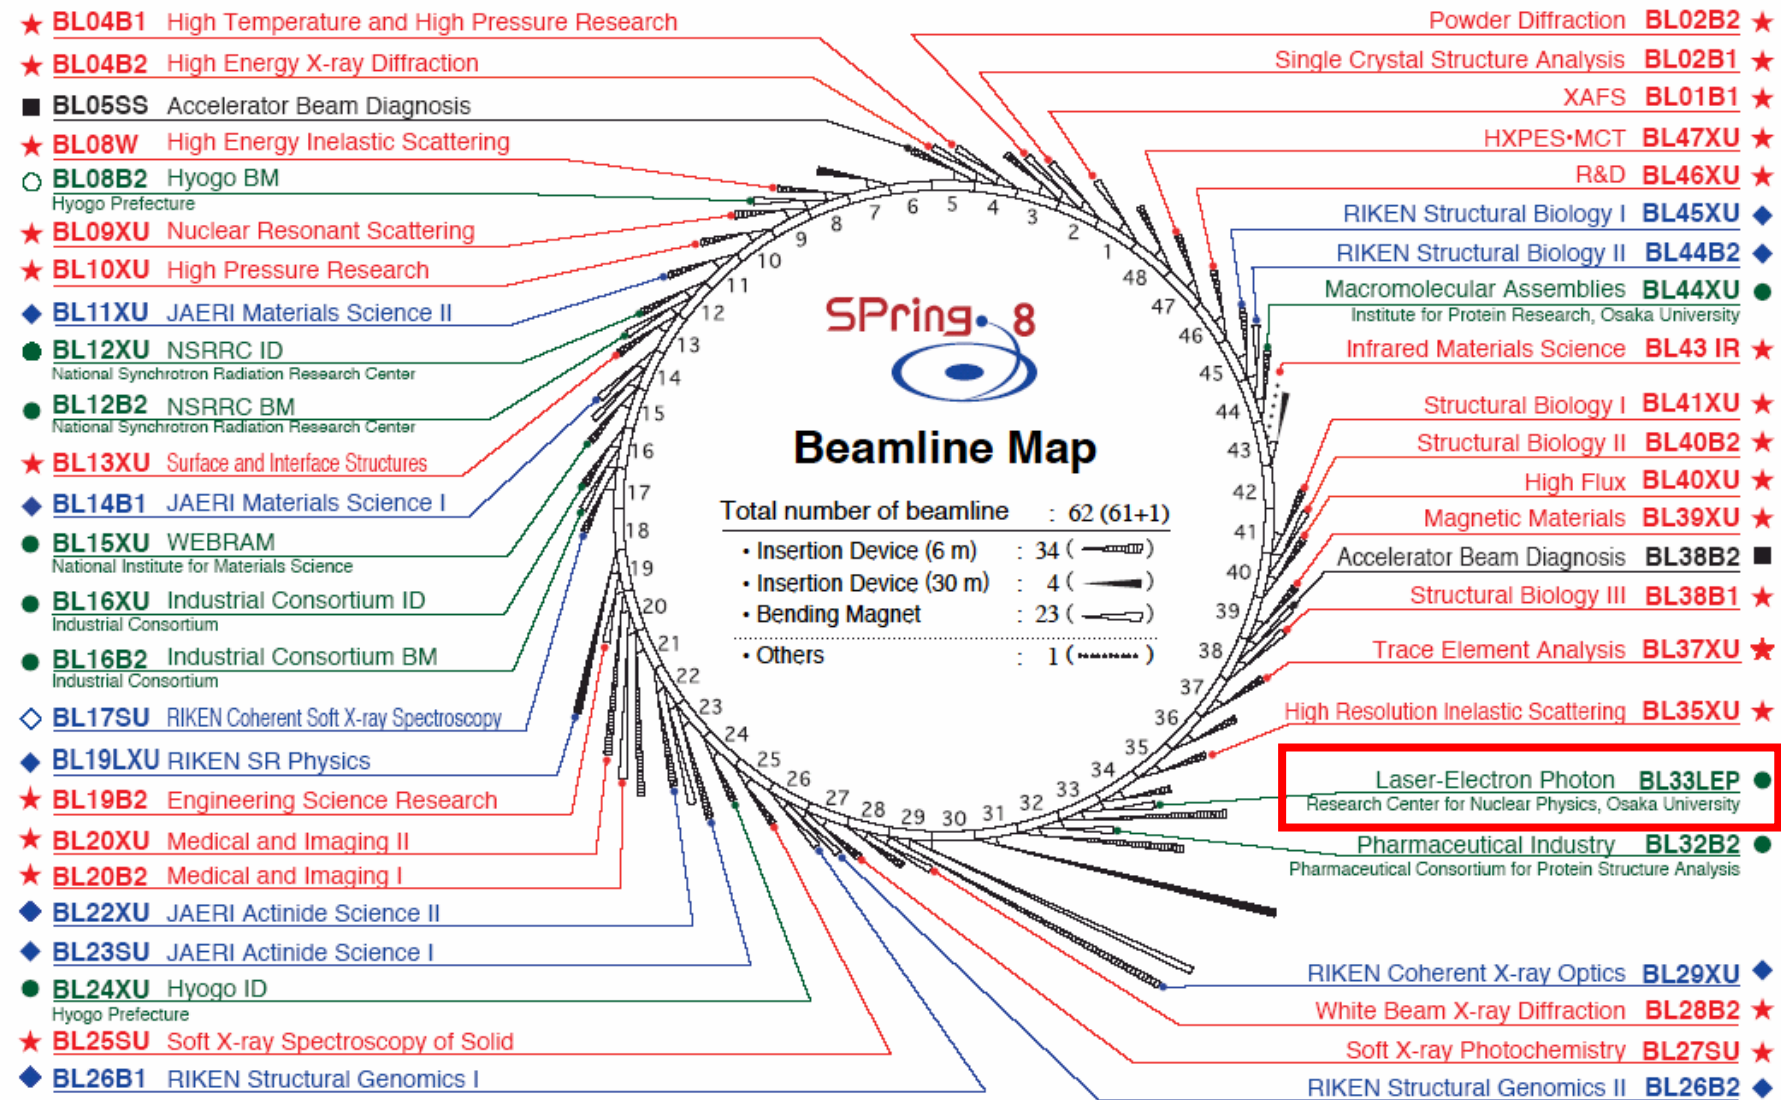 BL04B1 High Temperature and High Pressure Research
BL04B2 High Energy X-ray Diffraction
BL05SS Accelerator Beam Diagnosis
BL08W High Energy Inelastic Scattering
BL08B2 Hyogo BM
Hyogo Prefecture
BL09XU Nuclear Resonant Scattering
BL10XU High Pressure Research
BL11XU JAERI Materials Science II
BL12XU NSRRC ID
National Synchrotron Radiation Research Center
BL12B2 NSRRC BM
National Synchrotron Radiation Research Center
BL13XU Surface and Interface Structures
BL14B1 JAERI Materials Science I
BL15XU WEBRAM
National Institute for Materials Science
BL16XU Industrial Consortium ID
Industrial Consortium
BL16B2 Industrial Consortium BM
Industrial Consortium
BL17SU RIKEN Coherent Soft X-ray Spectroscopy
BL19LXU RIKEN SR Physics
BL19B2 Engineering Science Research
BL20XU Medical and Imaging II
BL20B2 Medical and Imaging I
BL22XU JAERI Actinide Science II
BL23SU JAERI Actinide Science I
BL24XU Hyogo ID
Hyogo Prefecture
BL25SU Soft X-ray Spectroscopy of Solid
BL26B1 RIKEN Structural Genomics I
SPring-8
Beamline Map
Total number of beamline : 62 (61+1)
• Insertion Device (6 m) : 34 ( )
• Insertion Device (30 m) : 4 ( )
• Bending Magnet : 23 ( )
• Others : 1 ( )
1
2
3
4
5
6
7
8
9
10
11
12
13
14
15
16
17
18
19
20
21
22
23
24
25
26
27
28
29
30
31
32
33
34
35
36
37
38
39
40
41
42
43
44
45
46
47
48
Powder Diffraction BL02B2
Single Crystal Structure Analysis BL02B1
XAFS BL01B1
HXPES•MCT BL47XU
R&D BL46XU
RIKEN Structural Biology I BL45XU
RIKEN Structural Biology II BL44B2
Macromolecular Assemblies BL44XU
Institute for Protein Research, Osaka University
Infrared Materials Science BL43 IR
Structural Biology I BL41XU
Structural Biology II BL40B2
High Flux BL40XU
Magnetic Materials BL39XU
Accelerator Beam Diagnosis BL38B2
Structural Biology III BL38B1
Trace Element Analysis BL37XU
High Resolution Inelastic Scattering BL35XU
Laser-Electron Photon BL33LEP
Research Center for Nuclear Physics, Osaka University
Pharmaceutical Industry BL32B2
Pharmaceutical Consortium for Protein Structure Analysis
RIKEN Coherent X-ray Optics BL29XU
White Beam X-ray Diffraction BL28B2
Soft X-ray Photochemistry BL27SU
RIKEN Structural Genomics II BL26B2